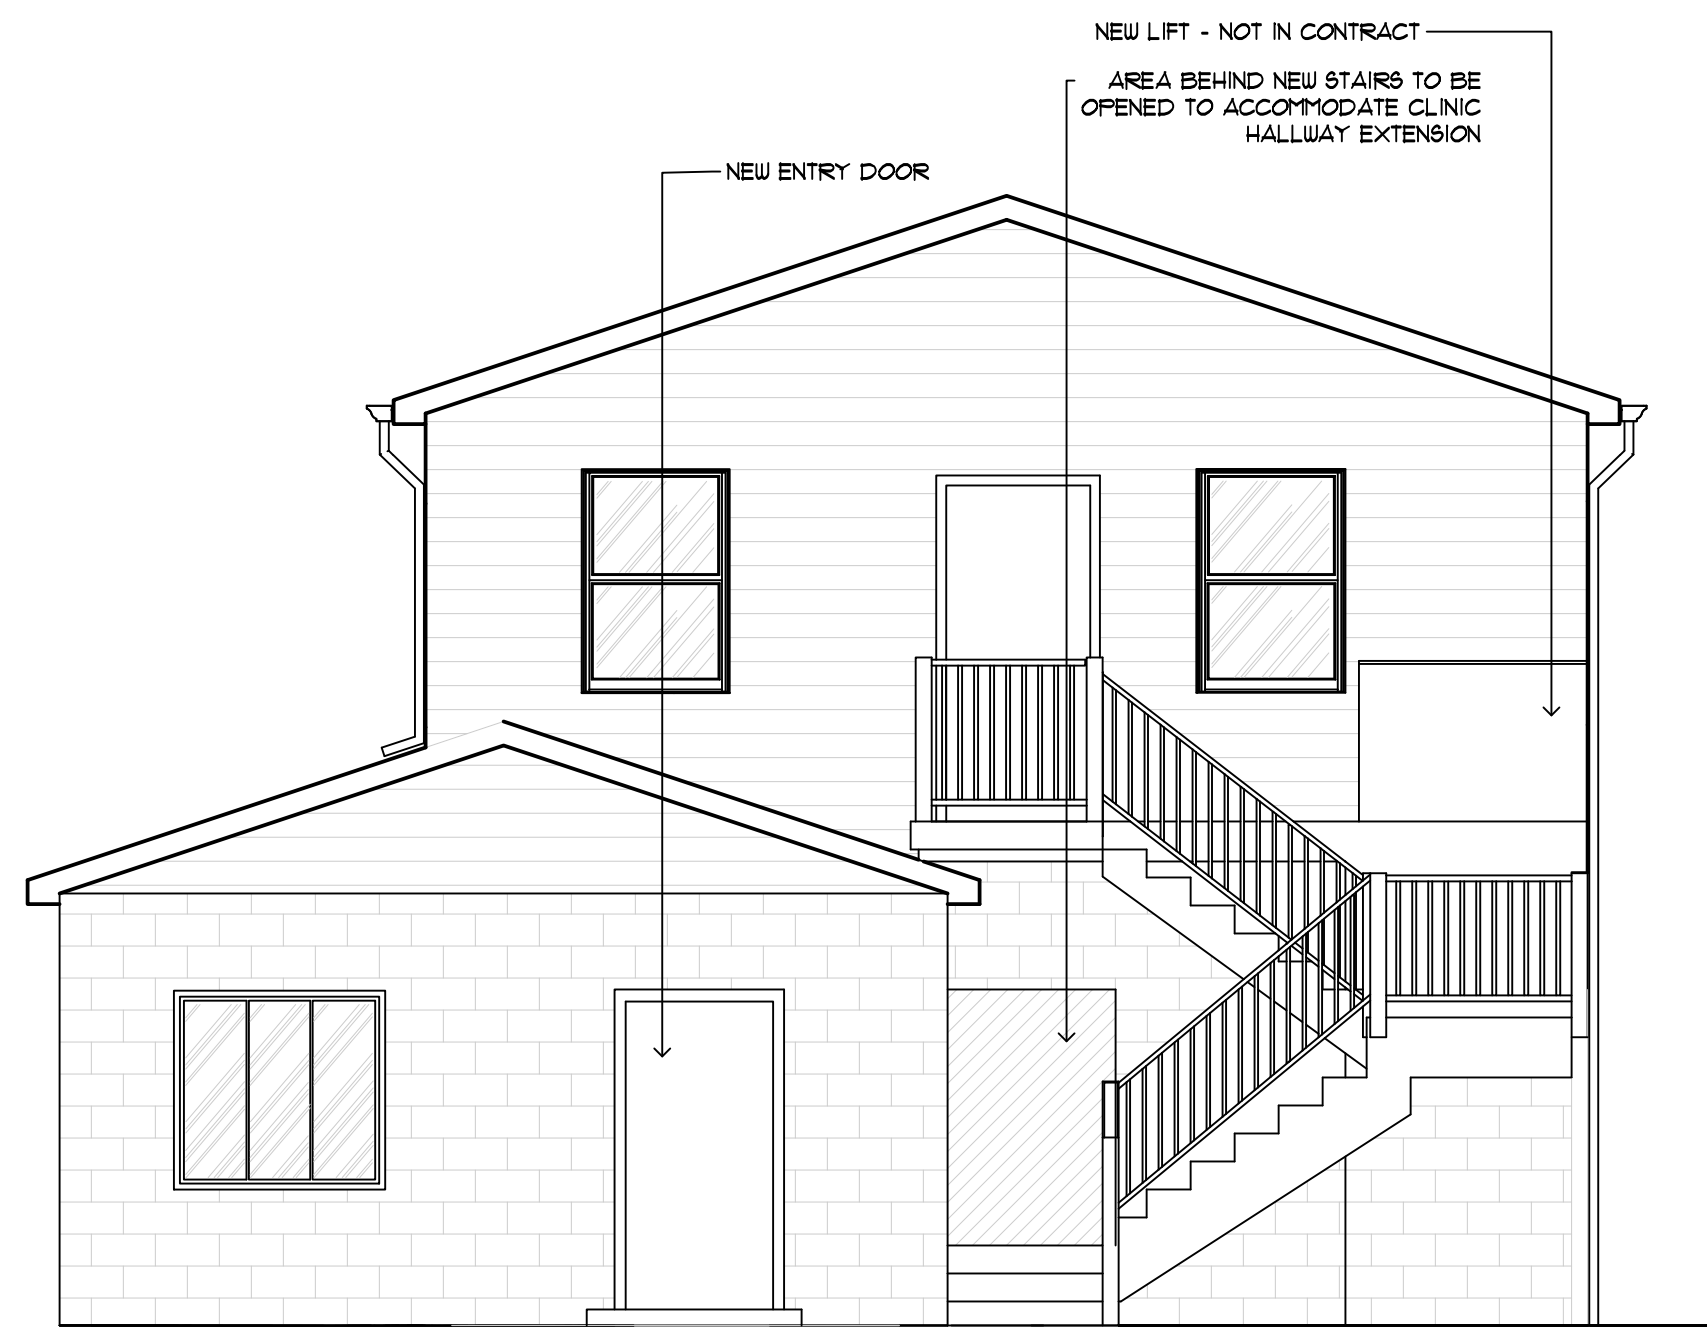 NEW LIFT - NOT IN CONTRACT
AREA BEHIND NEW STAIRS TO BE
OPENED TO ACCOMMODATE CLINIC
HALLWAY EXTENSION
NEW ENTRY DOOR